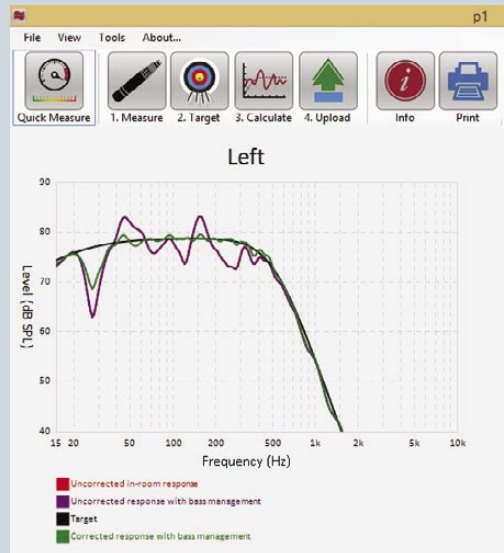 p1
File View Tools About...
Quick Measure 1. Measure 2. Target 3. Calculate 4. Upload Info Print
Left
90
80
70
60
50
40
Level (dB SPL)
15 20 50 100 200 500 1k 2k 5k 10k
Frequency (Hz)
Uncorrected in-room response
Uncorrected response with bass management
Target
Corrected response with bass management